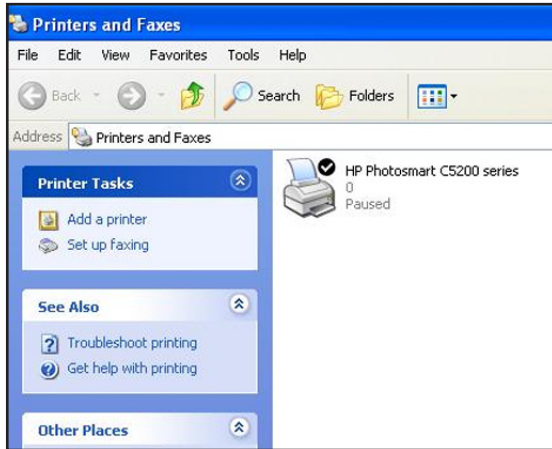 Printers and Faxes
File Edit View Favorites Tools Help
Back Search Folders
Address Printers and Faxes
Printer Tasks
Add a printer
Set up faxing
See Also
Troubleshoot printing
Get help with printing
Other Places
HP Photosmart C5200 series
0
Paused